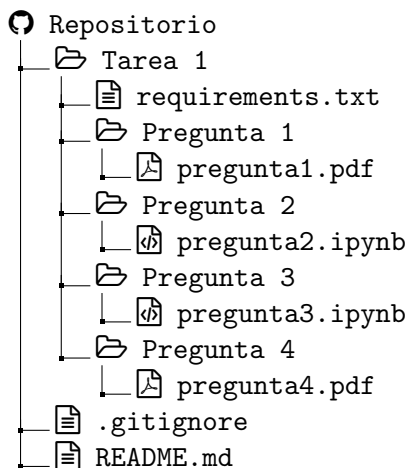 Repositorio
Tarea 1
requirements.txt
Pregunta 1
pregunta1.pdf
Pregunta 2
pregunta2.ipynb
Pregunta 3
pregunta3.ipynb
Pregunta 4
pregunta4.pdf
.gitignore
README.md